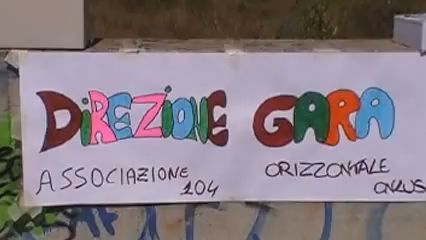 DiREZIONE GARA
ASSOCIAZIONE ORIZZONTALE
104 ONLUS